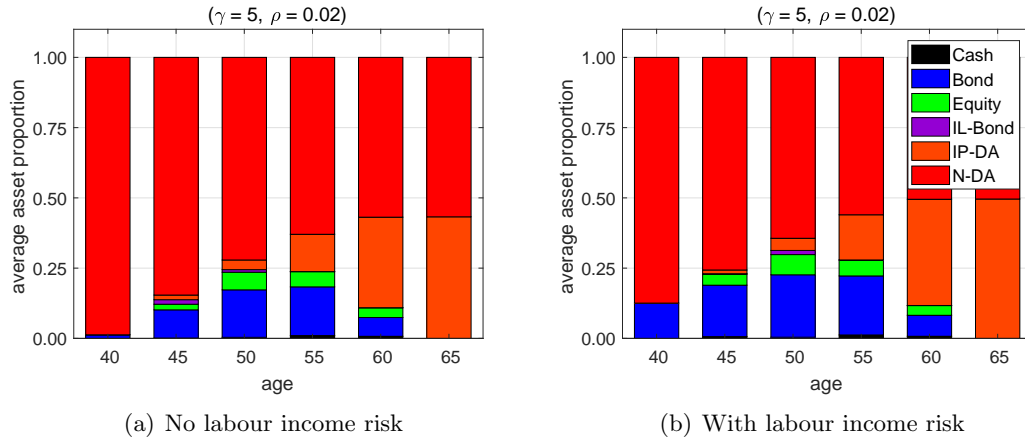 (γ = 5, ρ = 0.02)
average asset proportion
1.00
0.75
0.50
0.25
0.00
40 45 50 55 60 65
age
(a) No labour income risk
(γ = 5, ρ = 0.02)
average asset proportion
1.00
0.75
0.50
0.25
0.00
Cash
Bond
Equity
IL-Bond
IP-DA
N-DA
40 45 50 55 60 65
age
(b) With labour income risk